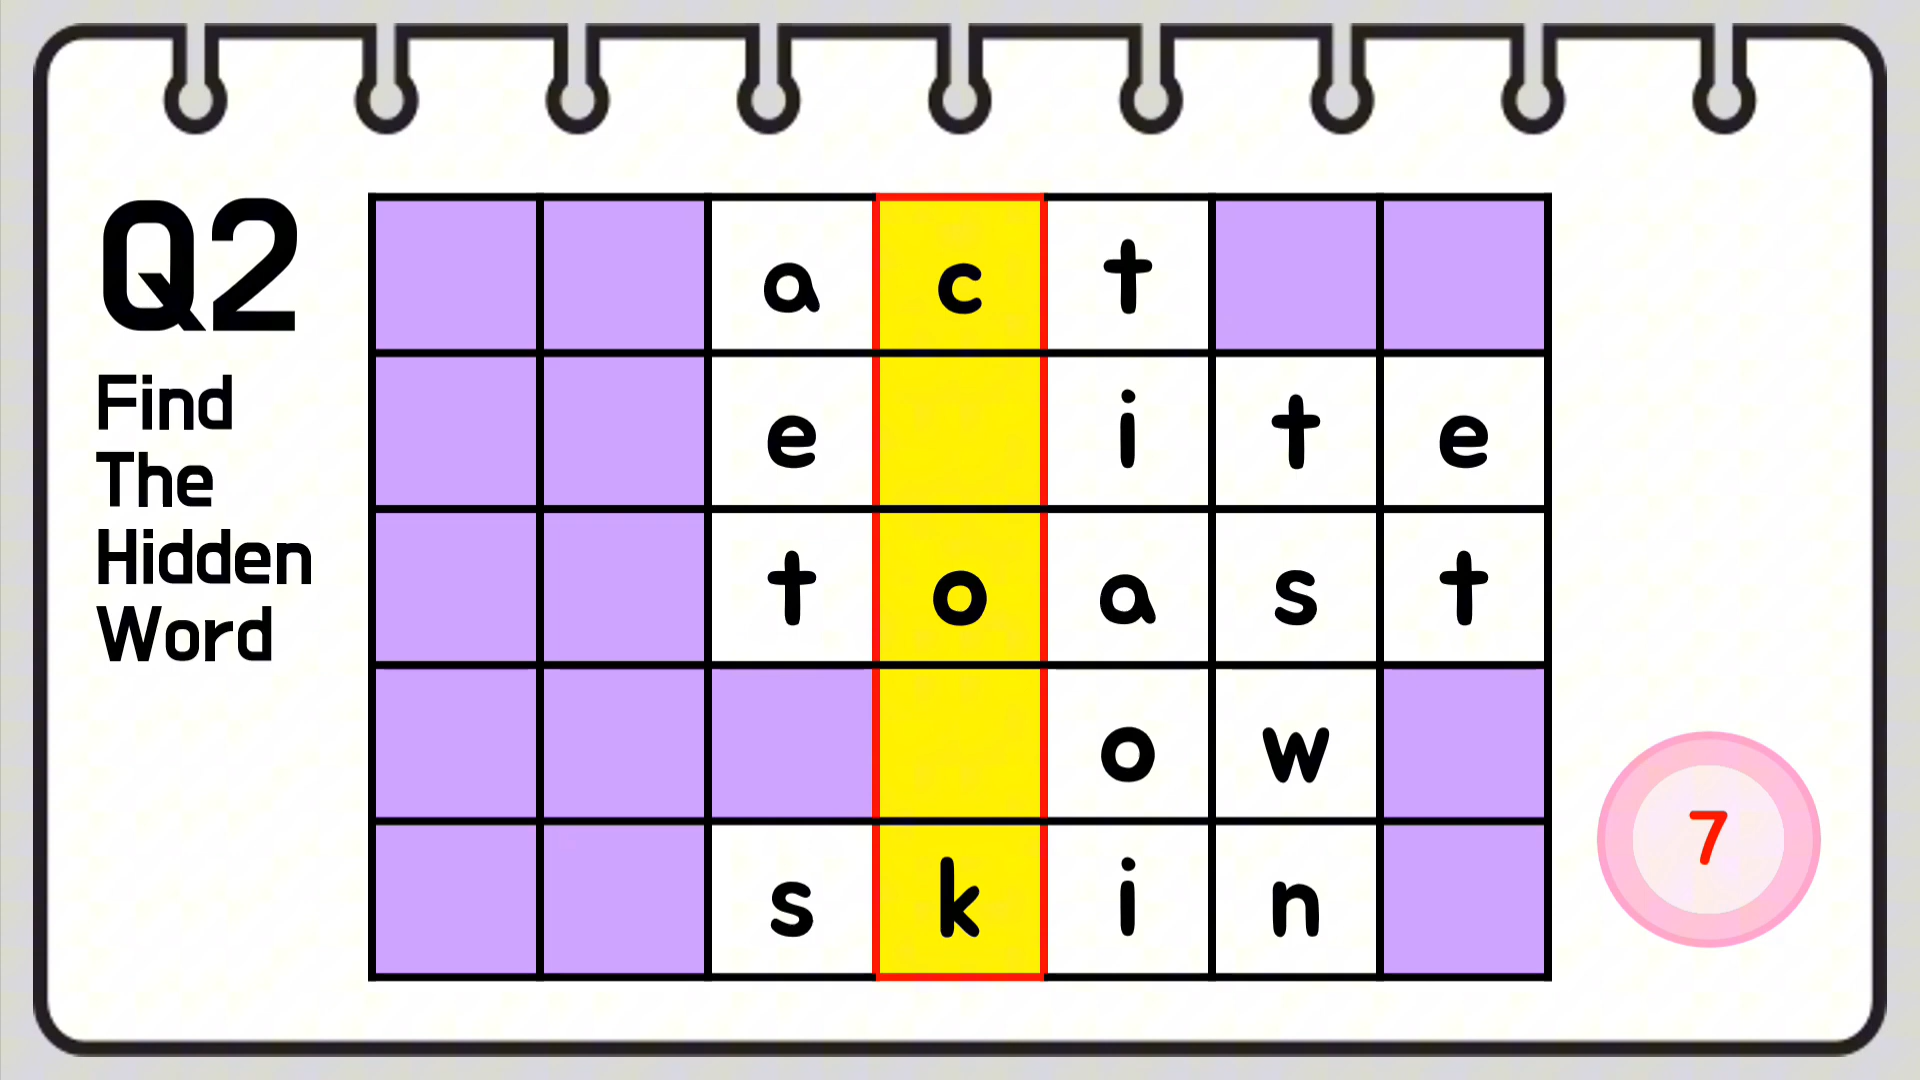 Q2
Find
The
Hidden
Word
a c t
e i t e
t o a s t
o w
s k i n
7